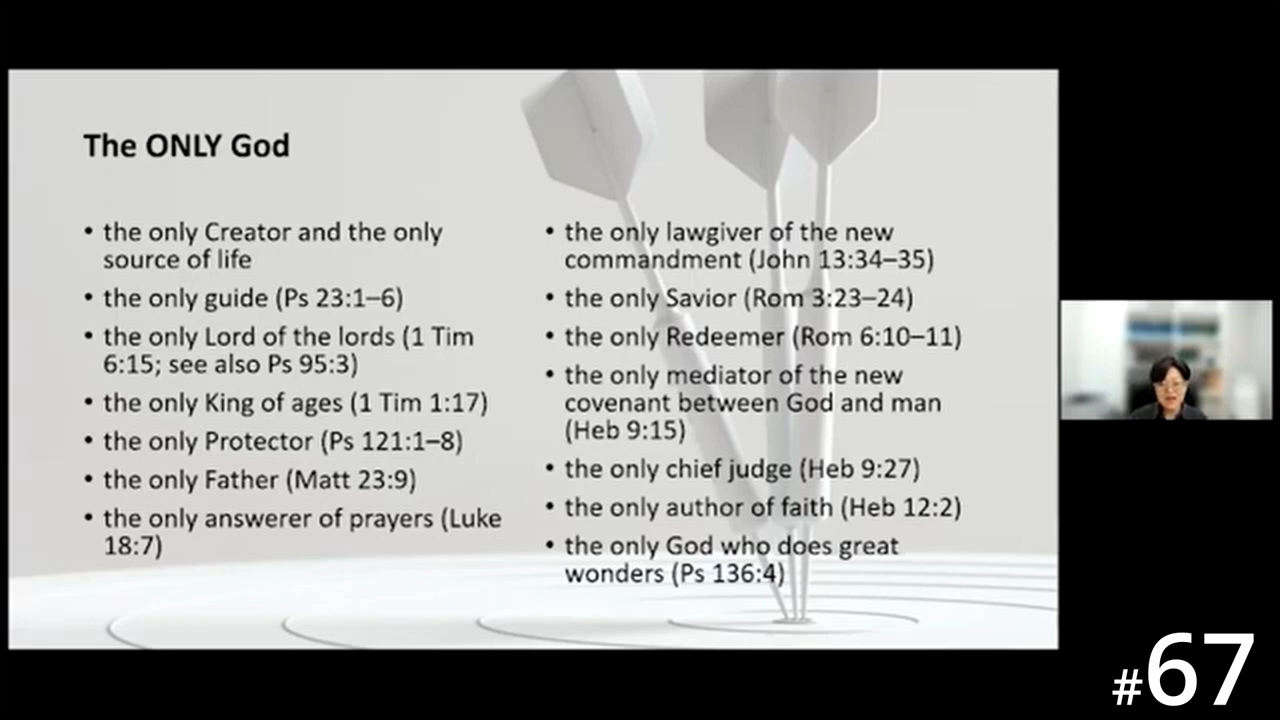 The ONLY God
• the only Creator and the only
source of life
• the only guide (Ps 23:1–6)
• the only Lord of the lords (1 Tim
6:15; see also Ps 95:3)
• the only King of ages (1 Tim 1:17)
• the only Protector (Ps 121:1–8)
• the only Father (Matt 23:9)
• the only answerer of prayers (Luke
18:7)
• the only lawgiver of the new
commandment (John 13:34–35)
• the only Savior (Rom 3:23–24)
• the only Redeemer (Rom 6:10–11)
• the only mediator of the new
covenant between God and man
(Heb 9:15)
• the only chief judge (Heb 9:27)
• the only author of faith (Heb 12:2)
• the only God who does great
wonders (Ps 136:4)
#67